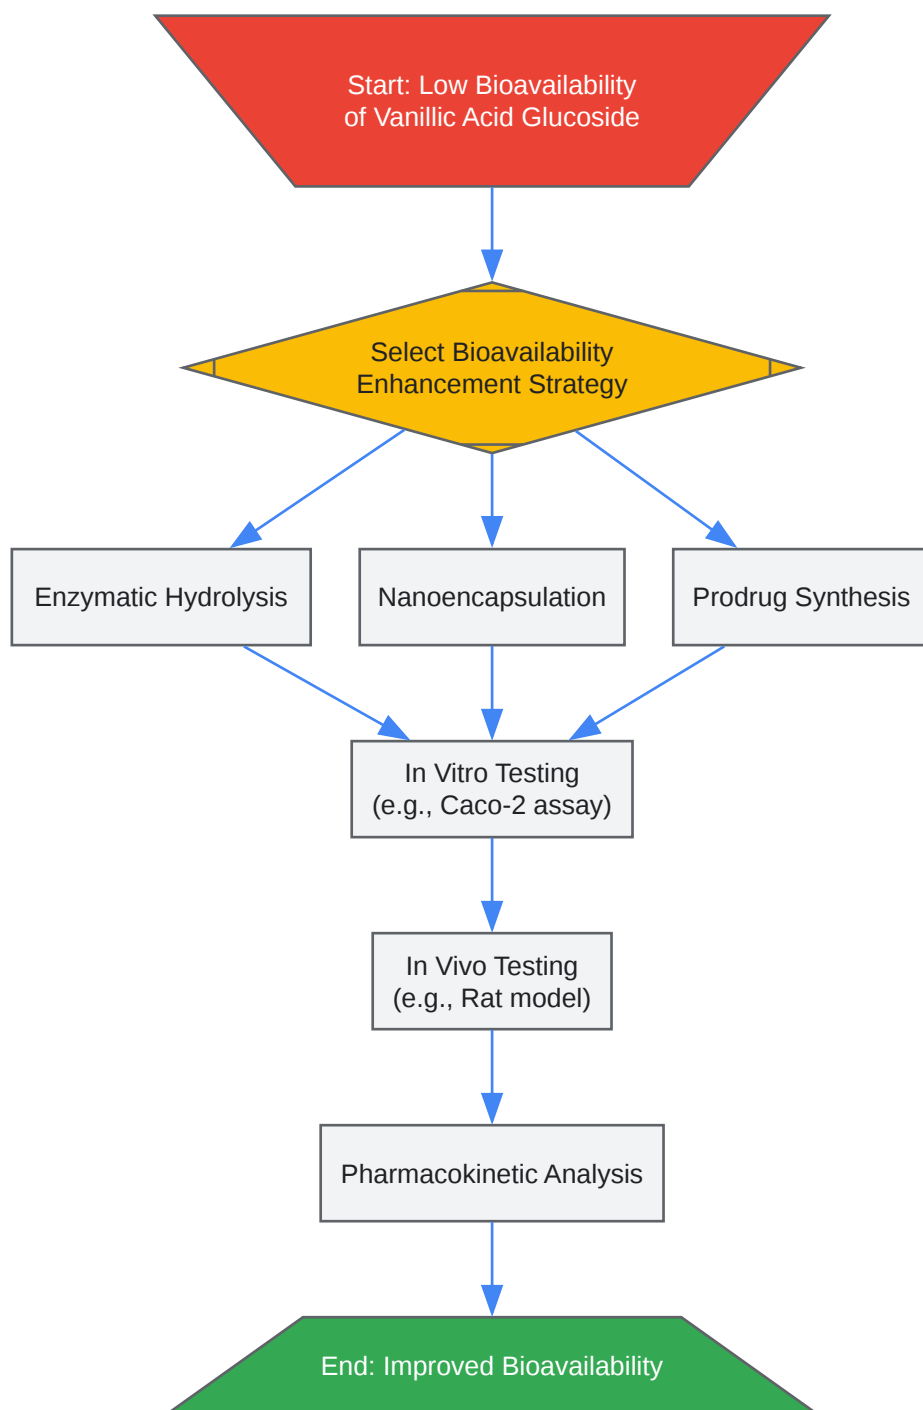 Start: Low Bioavailability
of Vanillic Acid Glucoside
Select Bioavailability
Enhancement Strategy
Enzymatic Hydrolysis
Nanoencapsulation
Prodrug Synthesis
In Vitro Testing
(e.g., Caco-2 assay)
In Vivo Testing
(e.g., Rat model)
Pharmacokinetic Analysis
End: Improved Bioavailability